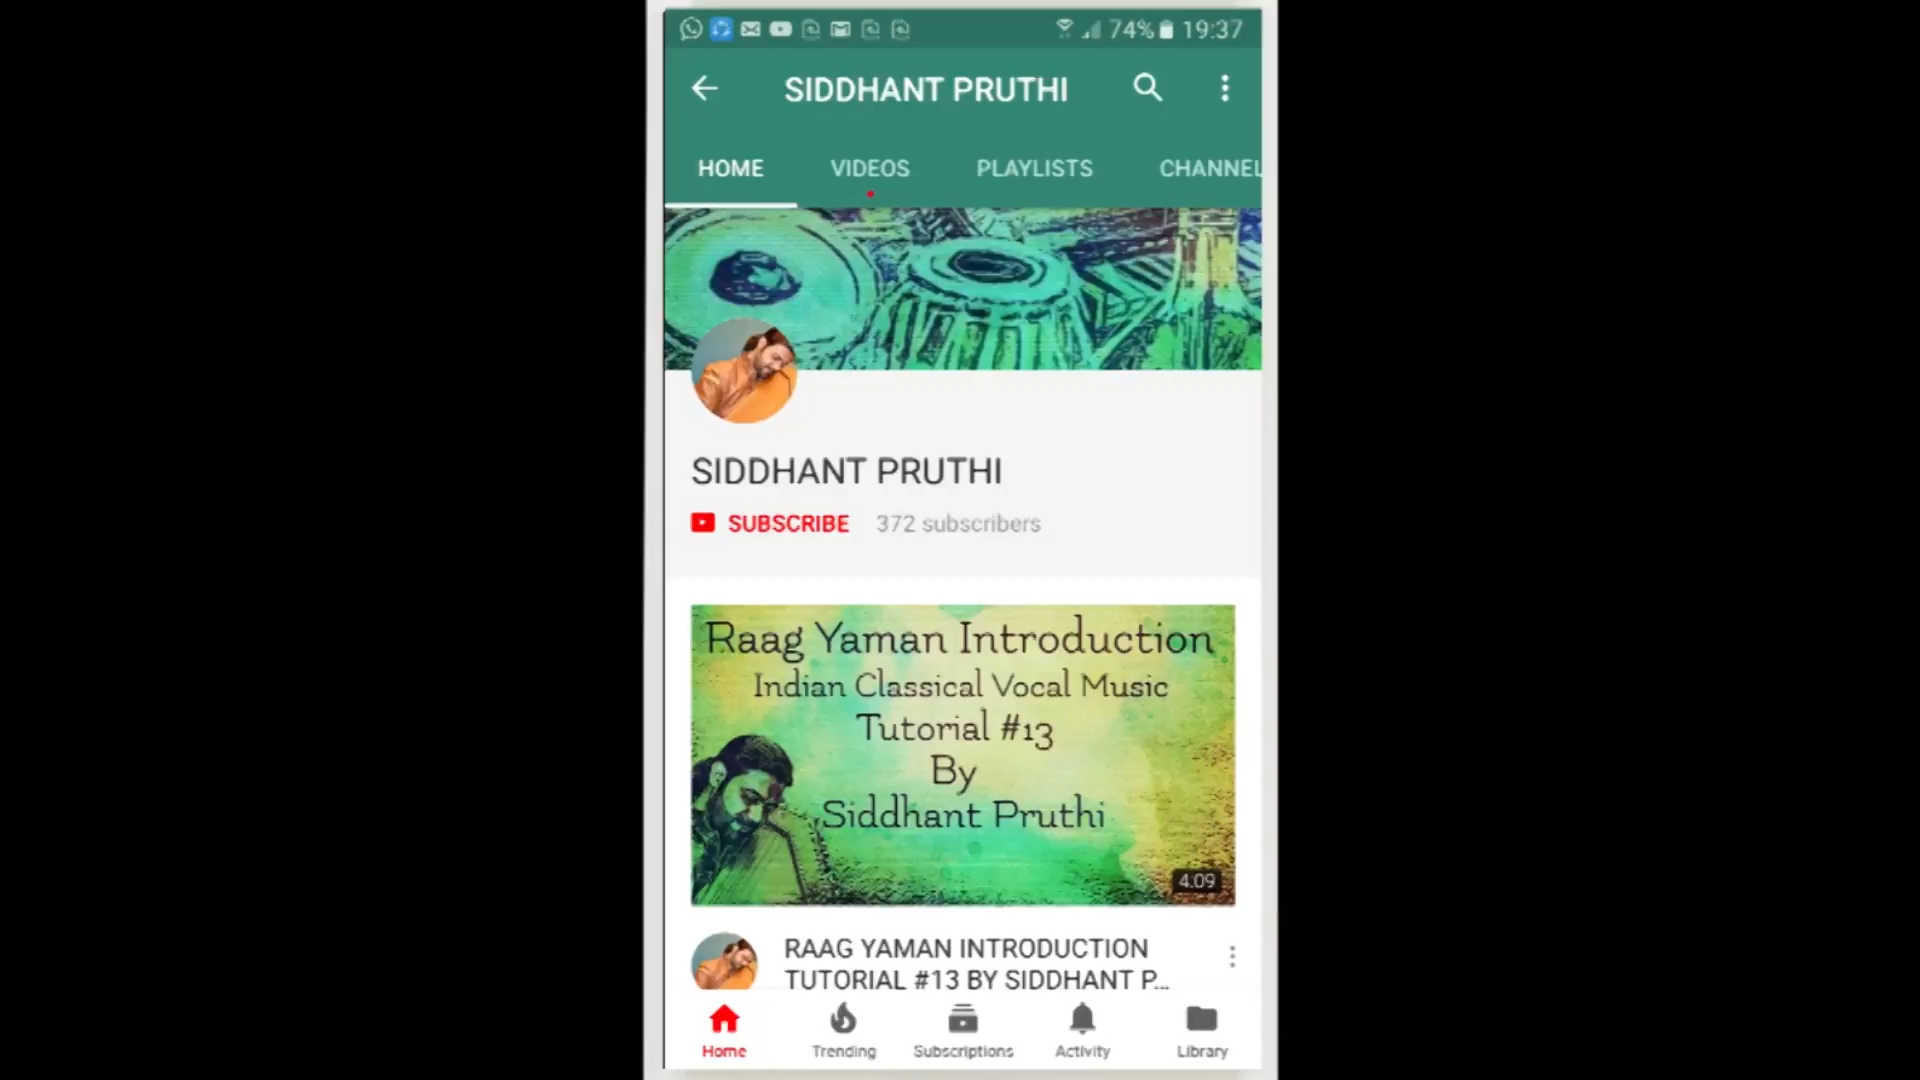 74% 19:37
SIDDHANT PRUTHI
HOME VIDEOS PLAYLISTS CHANNEL
SIDDHANT PRUTHI
SUBSCRIBE 372 subscribers
Raag Yaman Introduction
Indian Classical Vocal Music
Tutorial #13
By
Siddhant Pruthi
4:09
RAAG YAMAN INTRODUCTION
TUTORIAL #13 BY SIDDHANT P...
Home Trending Subscriptions Activity Library